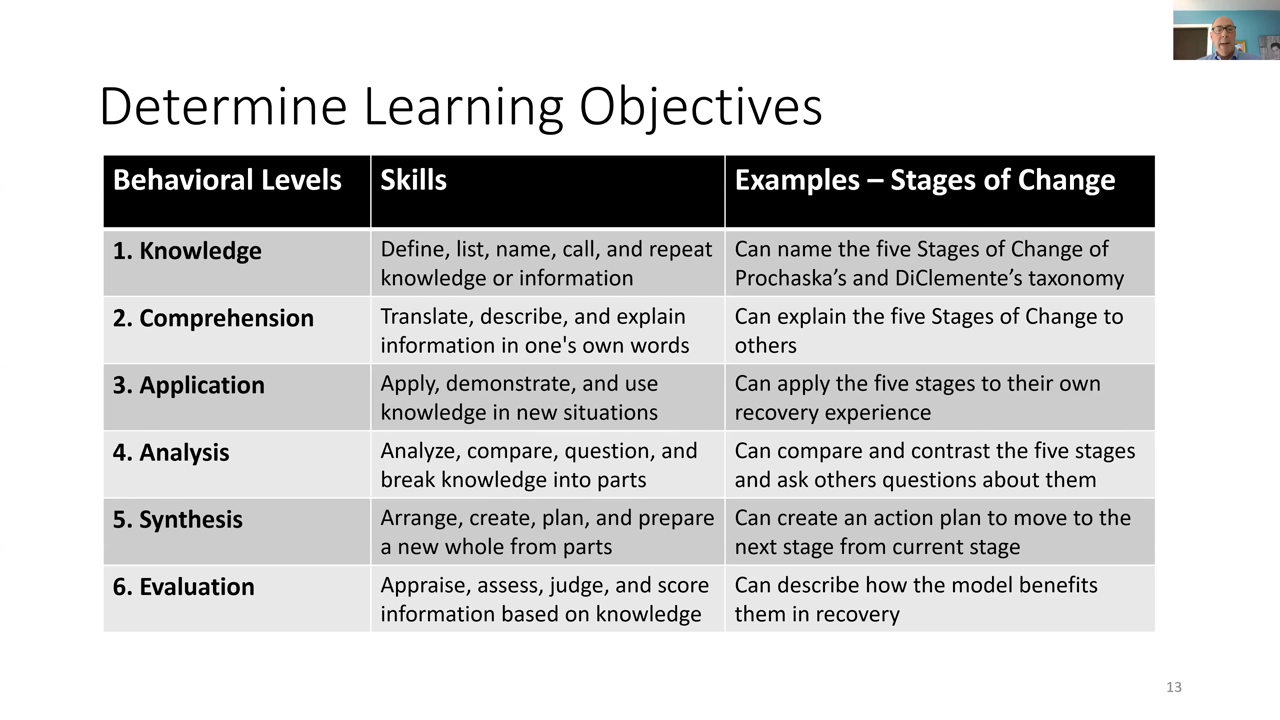 Determine Learning Objectives
Behavioral Levels
Skills
Examples – Stages of Change
1. Knowledge
Define, list, name, call, and repeat
knowledge or information
Can name the five Stages of Change of
Prochaska’s and DiClemente’s taxonomy
2. Comprehension
Translate, describe, and explain
information in one's own words
Can explain the five Stages of Change to
others
3. Application
Apply, demonstrate, and use
knowledge in new situations
Can apply the five stages to their own
recovery experience
4. Analysis
Analyze, compare, question, and
break knowledge into parts
Can compare and contrast the five stages
and ask others questions about them
5. Synthesis
Arrange, create, plan, and prepare
a new whole from parts
Can create an action plan to move to the
next stage from current stage
6. Evaluation
Appraise, assess, judge, and score
information based on knowledge
Can describe how the model benefits
them in recovery
13